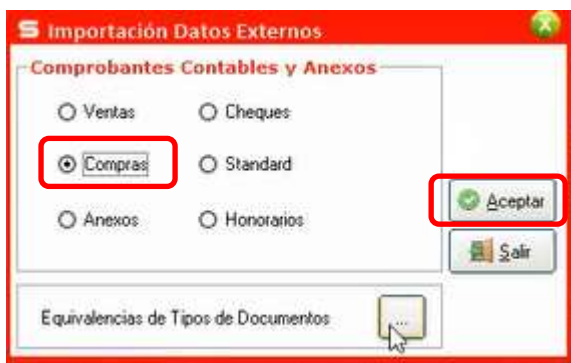 S Importación Datos Externos
Comprobantes Contables y Anexos
Ventas Cheques
Compras Standard
Anexos Honorarios
Aceptar
Salir
Equivalencias de Tipos de Documentos ...